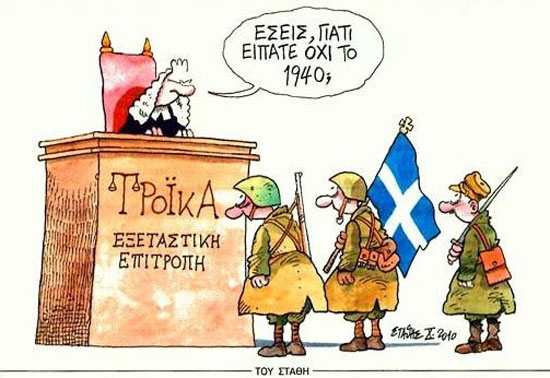 ΕΣΕΙΣ, ΓΙΑΤΙ
ΕΙΠΑΤΕ ΟΧΙ ΤΟ
1940;
ΤΡΟΪΚΑ
ΕΞΕΤΑΣΤΙΚΗ
ΕΠΙΤΡΟΠΗ
ΣΤΑΘΗΣ Χ. 2010
ΤΟΥ ΣΤΑΘΗ